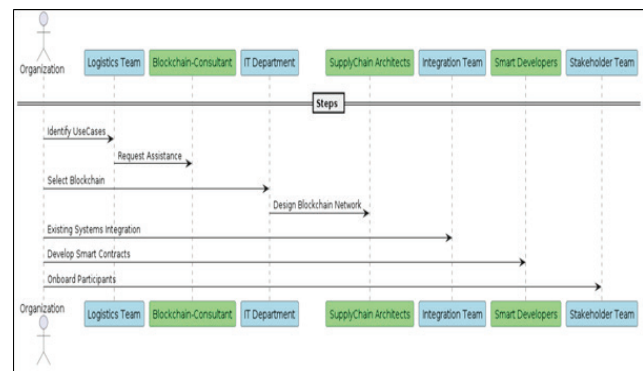 Organization
Logistics Team
Blockchain-Consultant
IT Department
SupplyChain Architects
Integration Team
Smart Developers
Stakeholder Team
Steps
Identify UseCases
Request Assistance
Select Blockchain
Design Blockchain Network
Existing Systems Integration
Develop Smart Contracts
Onboard Participants
Organization
Logistics Team
Blockchain-Consultant
IT Department
SupplyChain Architects
Integration Team
Smart Developers
Stakeholder Team